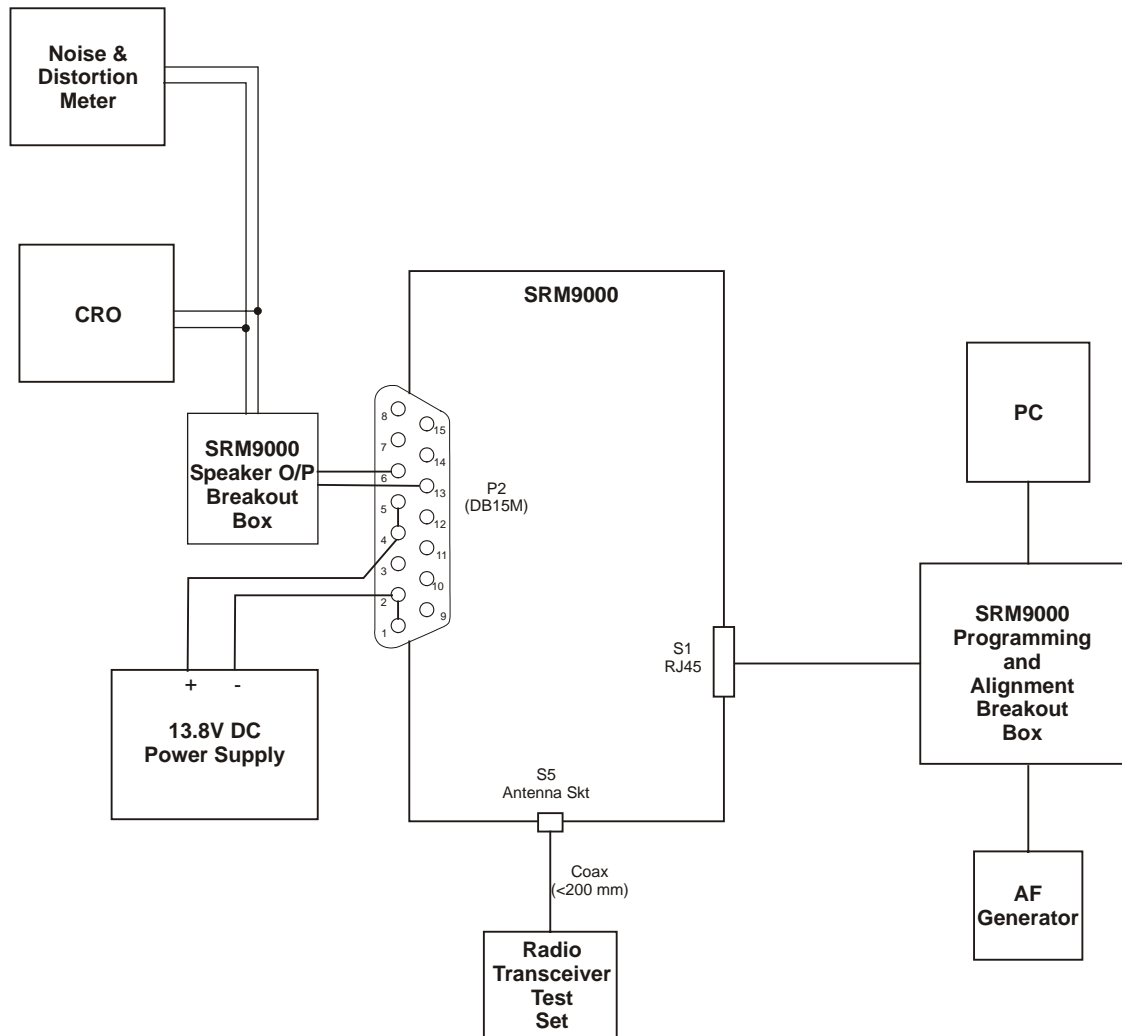 Noise &
Distortion
Meter
CRO
SRM9000
Speaker O/P
Breakout
Box
13.8V DC
Power Supply
+ -
SRM9000
8
7
6
5
4
3
2
1
15
14
13
12
11
10
9
P2
(DB15M)
S1
RJ45
S5
Antenna Skt
Coax
(<200 mm)
Radio
Transceiver
Test
Set
PC
SRM9000
Programming
and
Alignment
Breakout
Box
AF
Generator